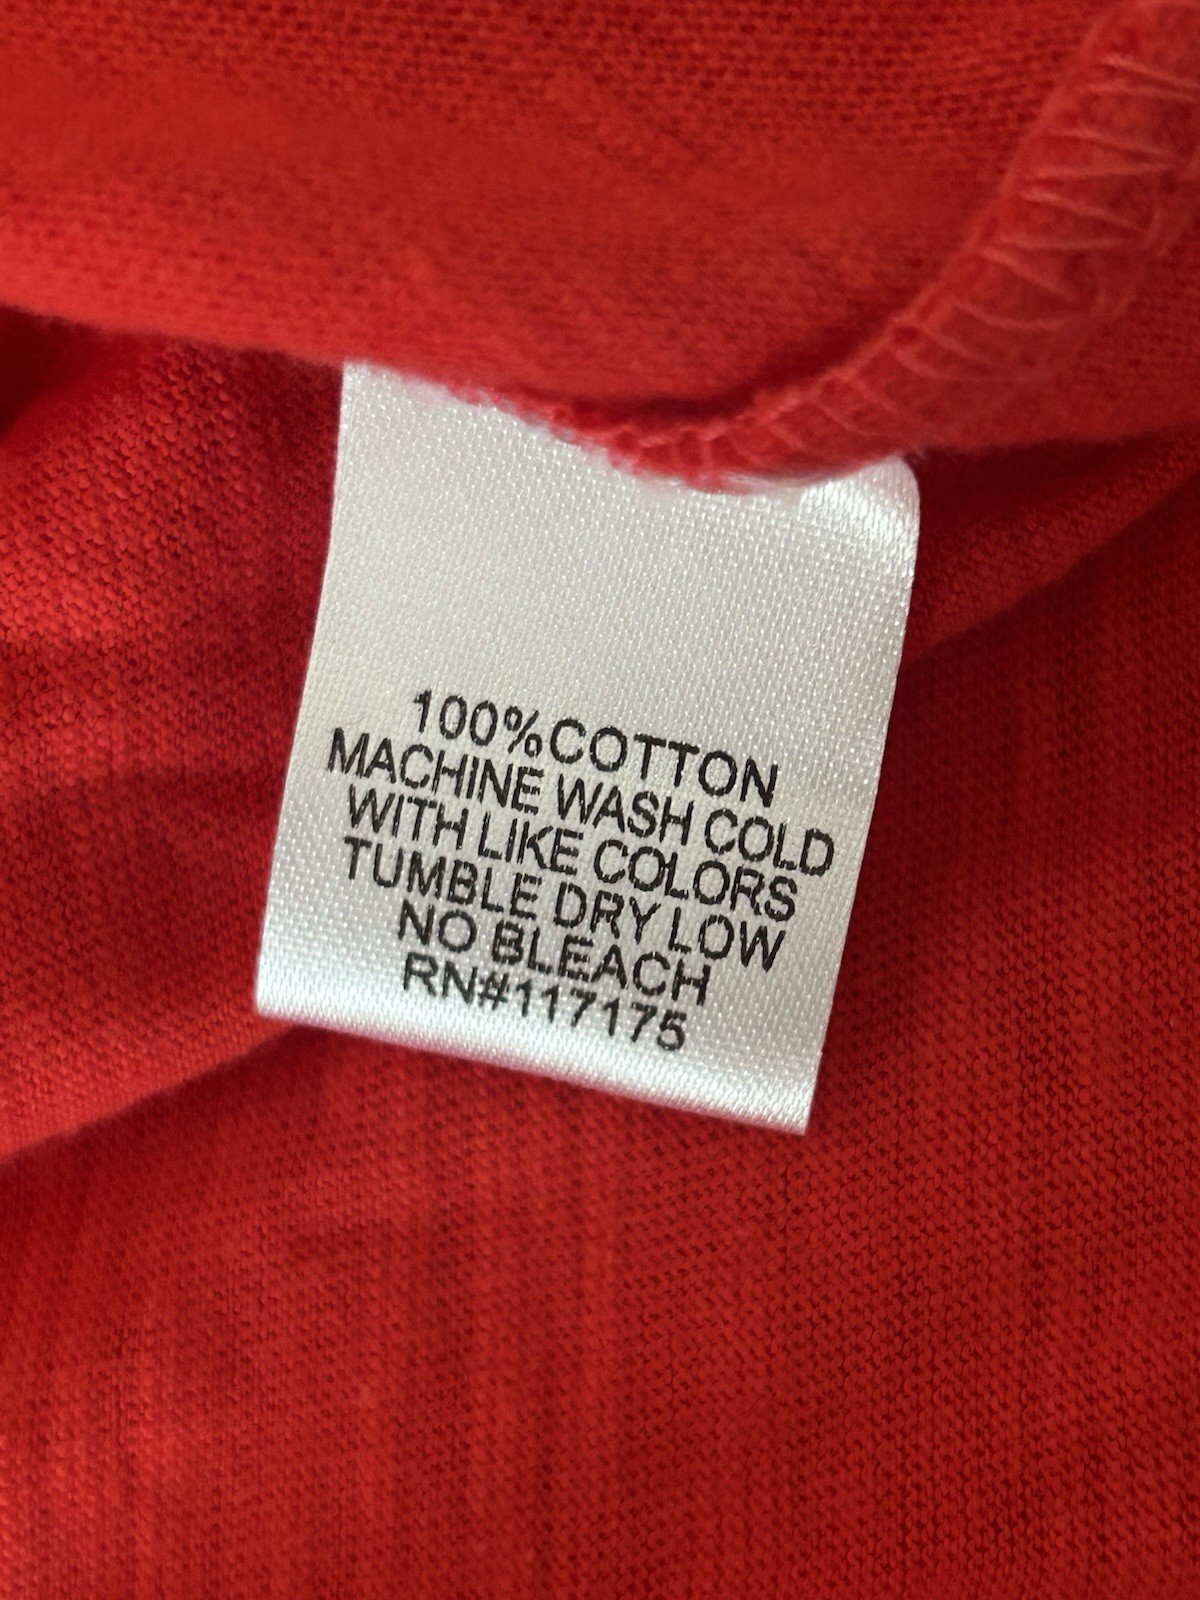 100%COTTON
MACHINE WASH COLD
WITH LIKE COLORS
TUMBLE DRY LOW
NO BLEACH
RN#117175